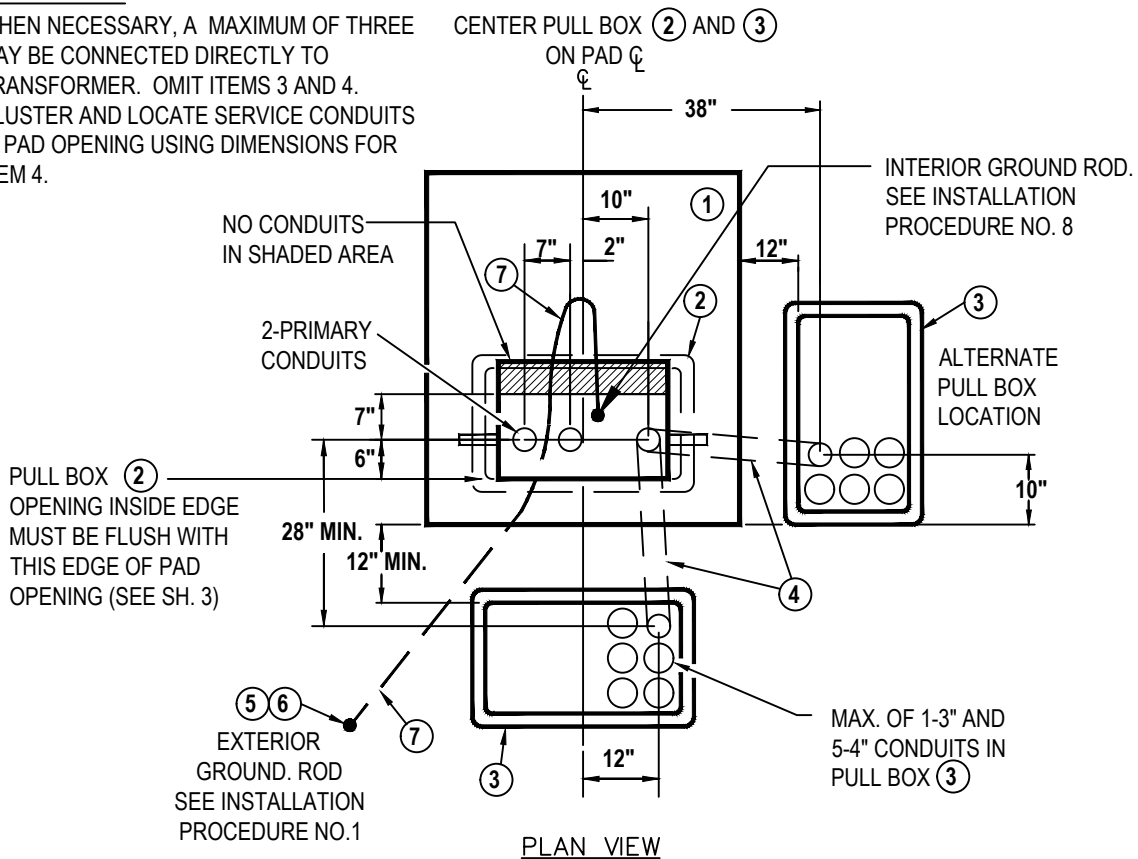 HEN NECESSARY, A MAXIMUM OF THREE
AY BE CONNECTED DIRECTLY TO
RANSFORMER. OMIT ITEMS 3 AND 4.
LUSTER AND LOCATE SERVICE CONDUITS
PAD OPENING USING DIMENSIONS FOR
EM 4.
CENTER PULL BOX 2 AND 3
ON PAD ℄
℄
38"
INTERIOR GROUND ROD.
SEE INSTALLATION
PROCEDURE NO. 8
1
10"
NO CONDUITS
IN SHADED AREA
7"
2"
12"
7
2
3
2-PRIMARY
CONDUITS
ALTERNATE
PULL BOX
LOCATION
7"
6"
PULL BOX 2
OPENING INSIDE EDGE
MUST BE FLUSH WITH
THIS EDGE OF PAD
OPENING (SEE SH. 3)
10"
28" MIN.
12" MIN.
4
5 6
EXTERIOR
GROUND. ROD
SEE INSTALLATION
PROCEDURE NO.1
7
3
12"
MAX. OF 1-3" AND
5-4" CONDUITS IN
PULL BOX 3
PLAN VIEW